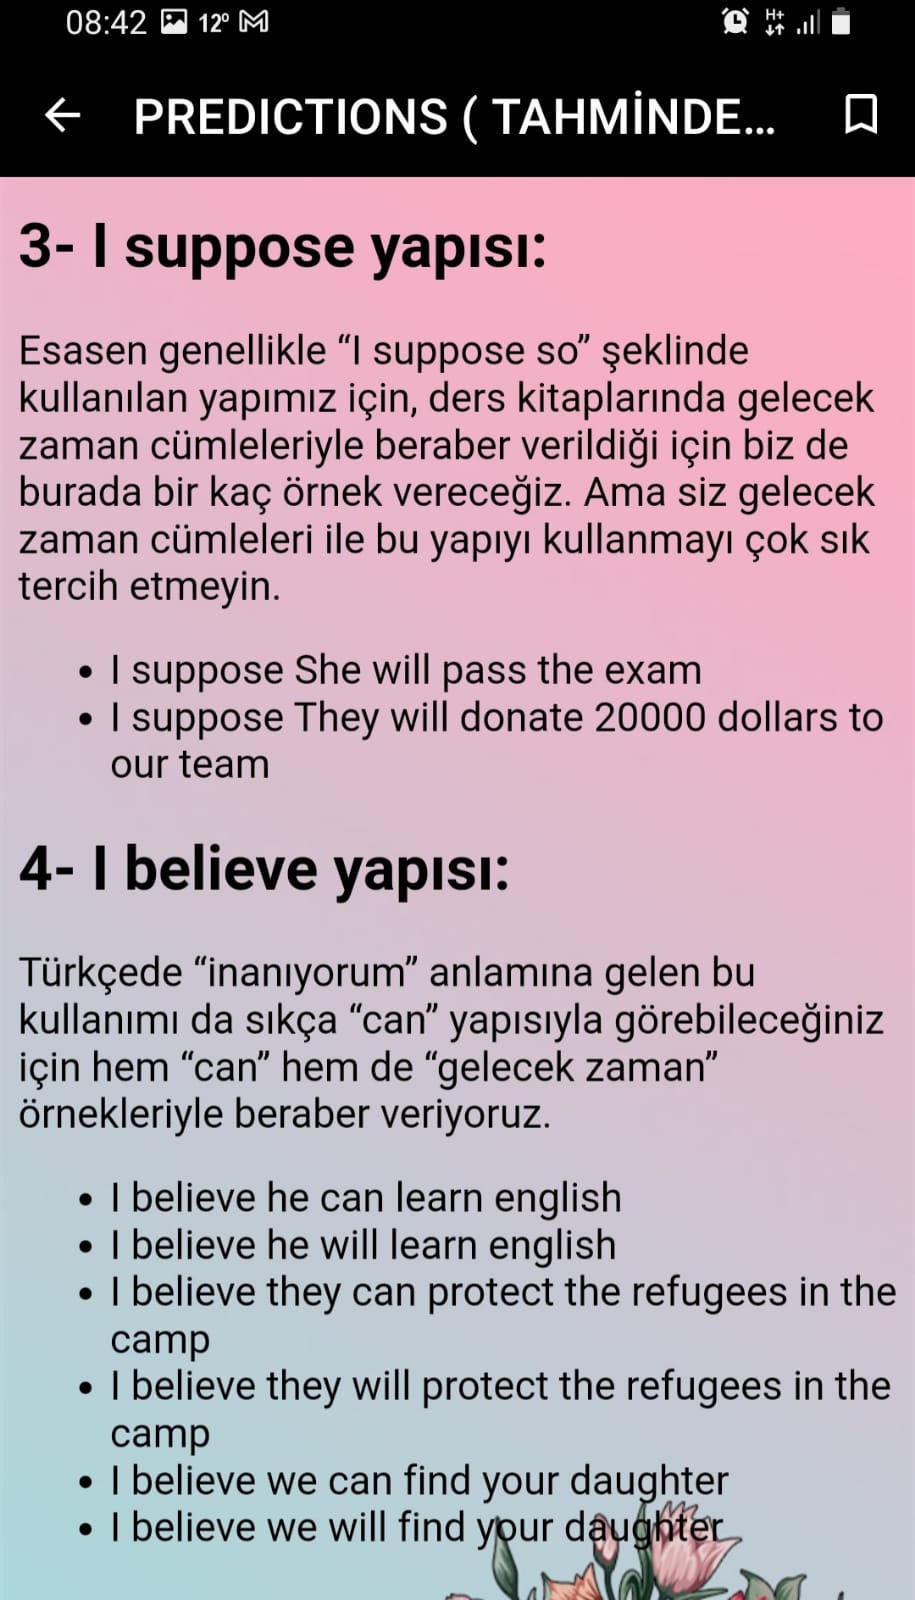 08:42 12°
PREDICTIONS ( TAHMİNDE...
3- I suppose yapısı:
Esasen genellikle “I suppose so” şeklinde
kullanılan yapımız için, ders kitaplarında gelecek
zaman cümleleriyle beraber verildiği için biz de
burada bir kaç örnek vereceğiz. Ama siz gelecek
zaman cümleleri ile bu yapıyı kullanmayı çok sık
tercih etmeyin.
• I suppose She will pass the exam
• I suppose They will donate 20000 dollars to
our team
4- I believe yapısı:
Türkçede “inanıyorum” anlamına gelen bu
kullanımı da sıkça “can” yapısıyla görebileceğiniz
için hem “can” hem de “gelecek zaman”
örnekleriyle beraber veriyoruz.
• I believe he can learn english
• I believe he will learn english
• I believe they can protect the refugees in the
camp
• I believe they will protect the refugees in the
camp
• I believe we can find your daughter
• I believe we will find your daughter